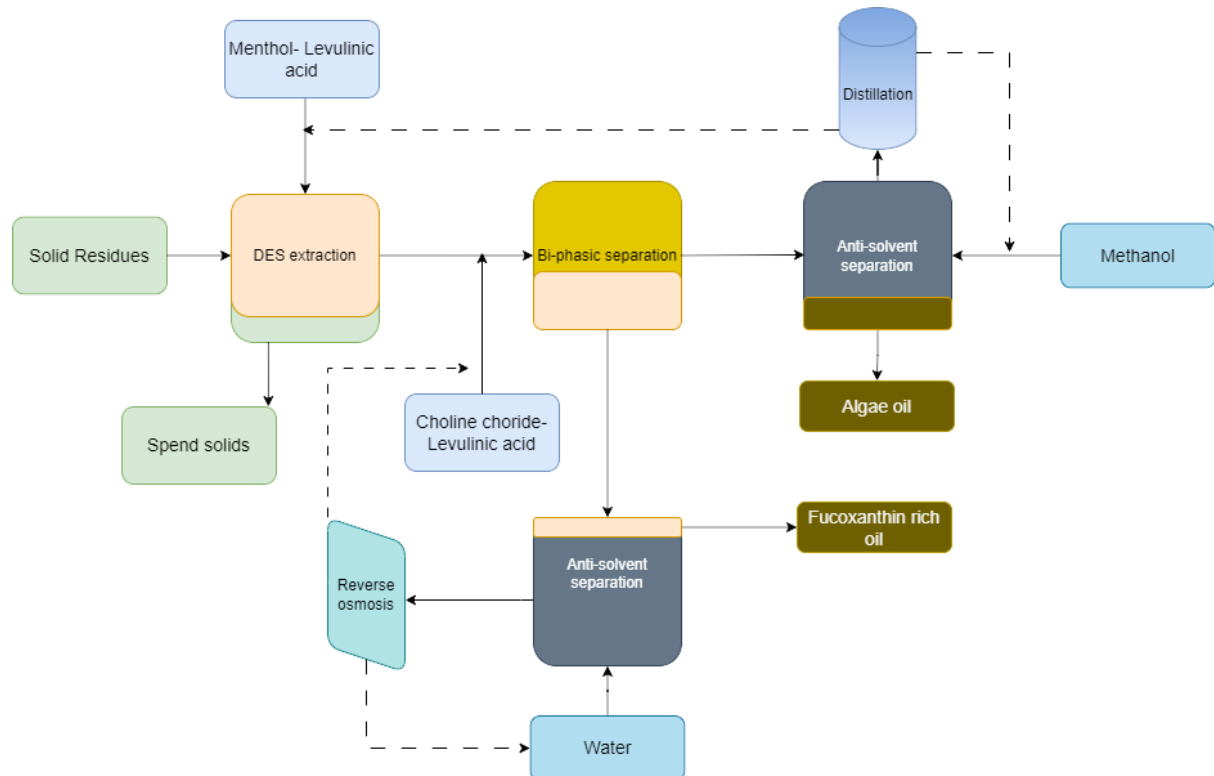 Menthol- Levulinic
acid
Distillation
Solid Residues
DES extraction
Bi-phasic separation
Anti-solvent
separation
Methanol
Spend solids
Choline choride-
Levulinic acid
Algae oil
Fucoxanthin rich
oil
Anti-solvent
separation
Reverse
osmosis
Water